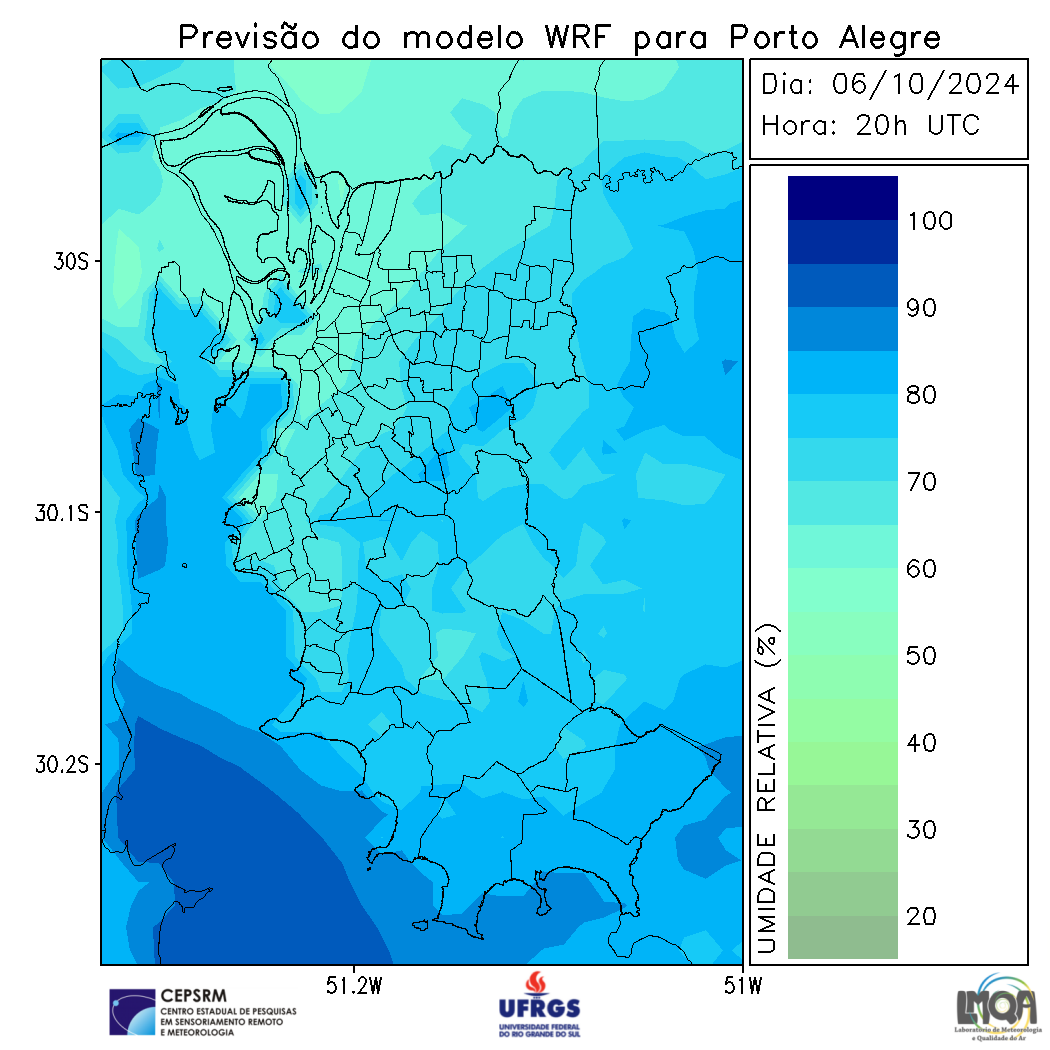 Previsão do modelo WRF para Porto Alegre
Dia: 06/10/2024
Hora: 20h UTC
100
90
80
70
60
50
40
30
20
UMIDADE RELATIVA (%)
30S
30.1S
30.2S
51.2W
51W
CEPSRM
CENTRO ESTADUAL DE PESQUISAS
EM SENSORIAMENTO REMOTO
E METEOROLOGIA
UFRGS
UNIVERSIDADE FEDERAL
DO RIO GRANDE DO SUL
LMQA
Laboratório de Meteorologia
e Qualidade do Ar